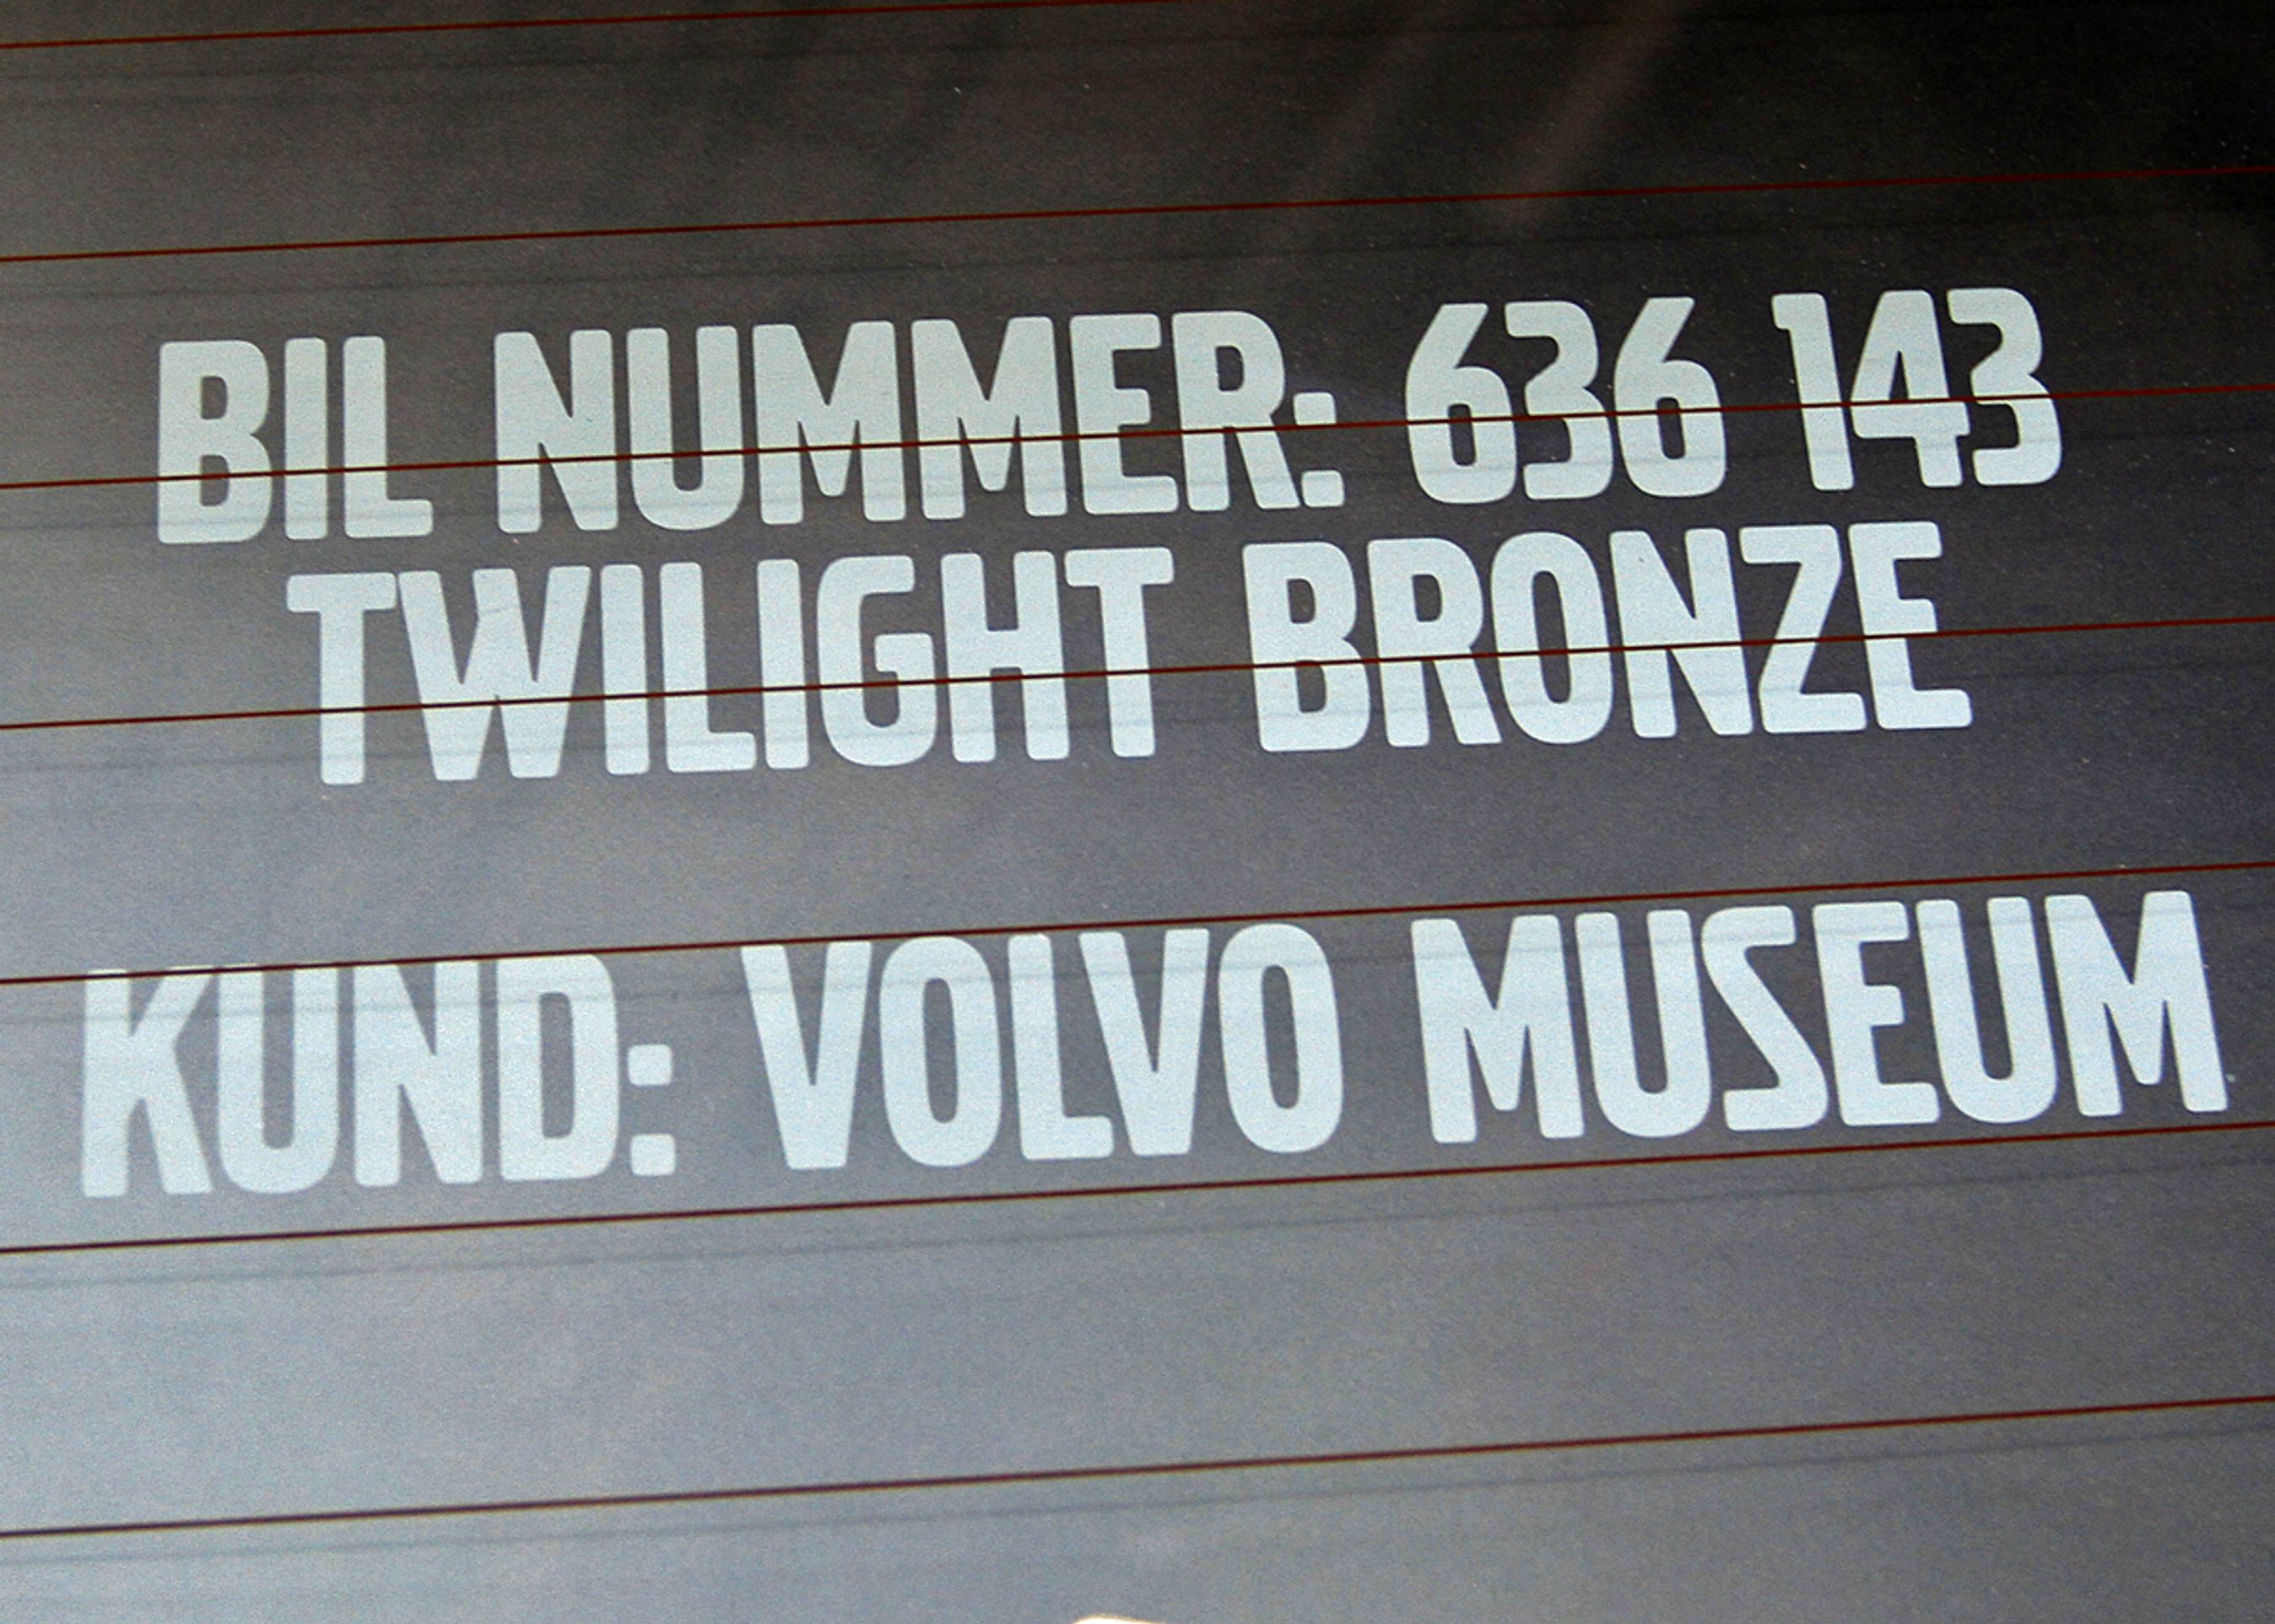 BIL NUMMER: 636 143
TWILIGHT BRONZE
KUND: VOLVO MUSEUM